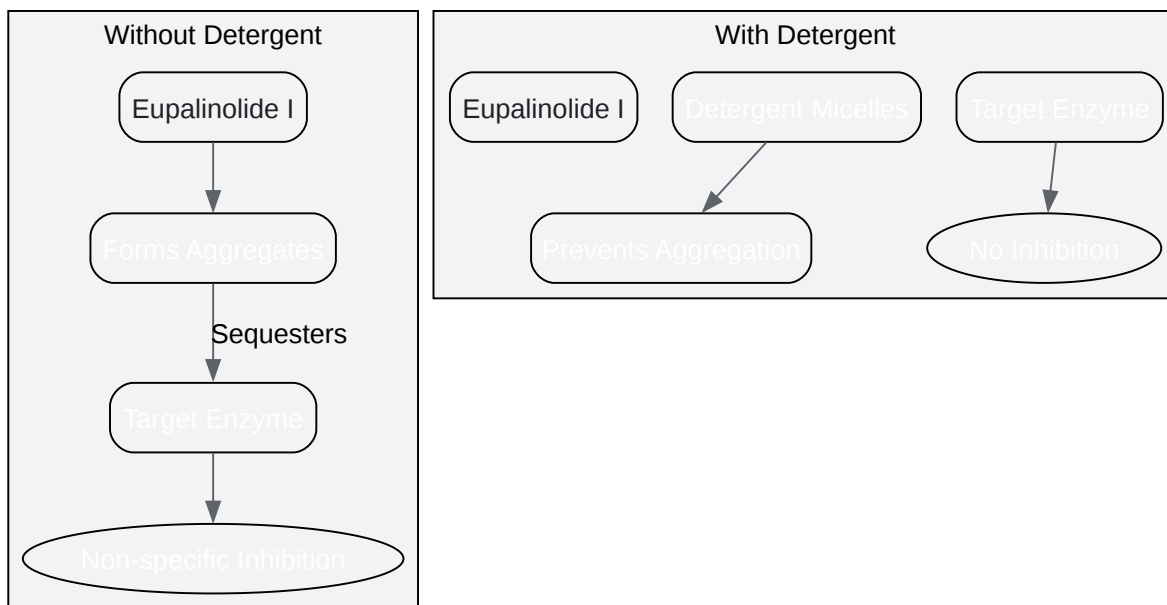 Without Detergent
Eupalinolide I
Forms Aggregates
Sequesters
Target Enzyme
Non-specific Inhibition
With Detergent
Eupalinolide I
Detergent Micelles
Target Enzyme
Prevents Aggregation
No Inhibition